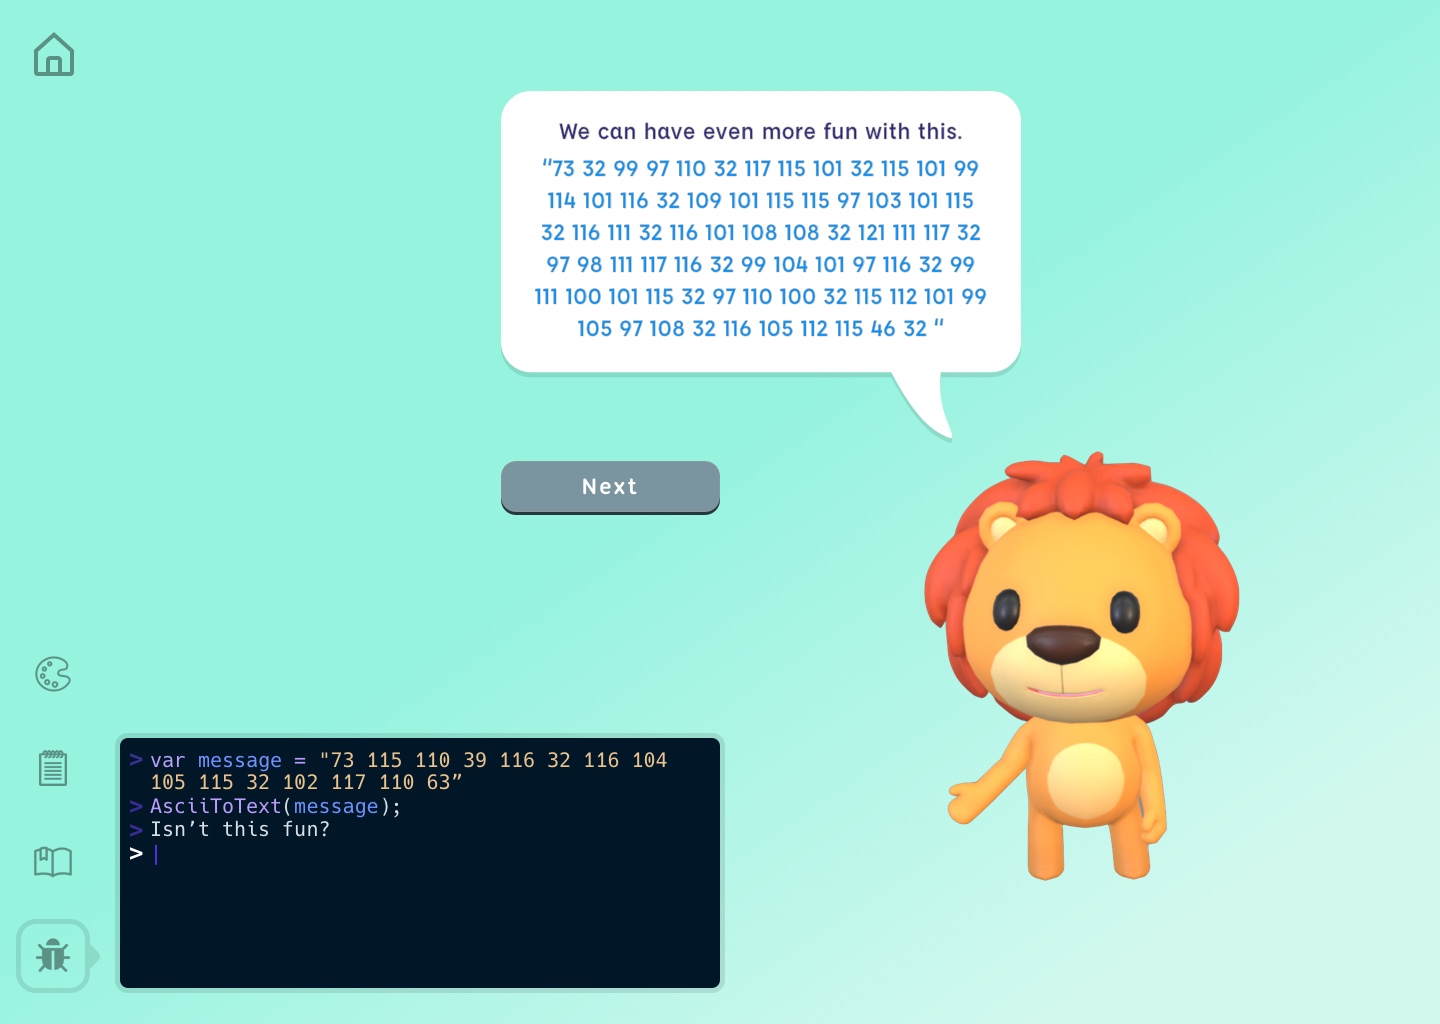 We can have even more fun with this.
“73 32 99 97 110 32 117 115 101 32 115 101 99
114 101 116 32 109 101 115 115 97 103 101 115
32 116 111 32 116 101 108 108 32 121 111 117 32
97 98 111 117 116 32 99 104 101 97 116 32 99
111 100 101 115 32 97 110 100 32 115 112 101 99
105 97 108 32 116 105 112 115 46 32 “
Next
> var message = "73 115 110 39 116 32 116 104
105 115 32 102 117 110 63”
> AsciiToText(message);
> Isn’t this fun?
>